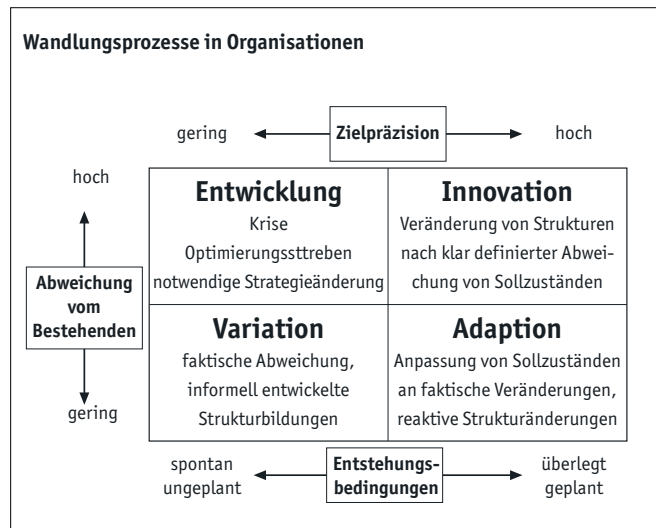 Wandlungsprozesse in Organisationen
gering
Zielpräzision
hoch
hoch
Abweichung
vom
Bestehenden
gering
Entwicklung
Krise
Optimierungssttreben
notwendige Strategieänderung
Innovation
Veränderung von Strukturen
nach klar definierter Abwei-
chung von Sollzuständen
Variation
faktische Abweichung,
informell entwickelte
Strukturbildungen
Adaption
Anpassung von Sollzuständen
an faktische Veränderungen,
reaktive Strukturänderungen
spontan
ungeplant
Entstehungs-
bedingungen
überlegt
geplant